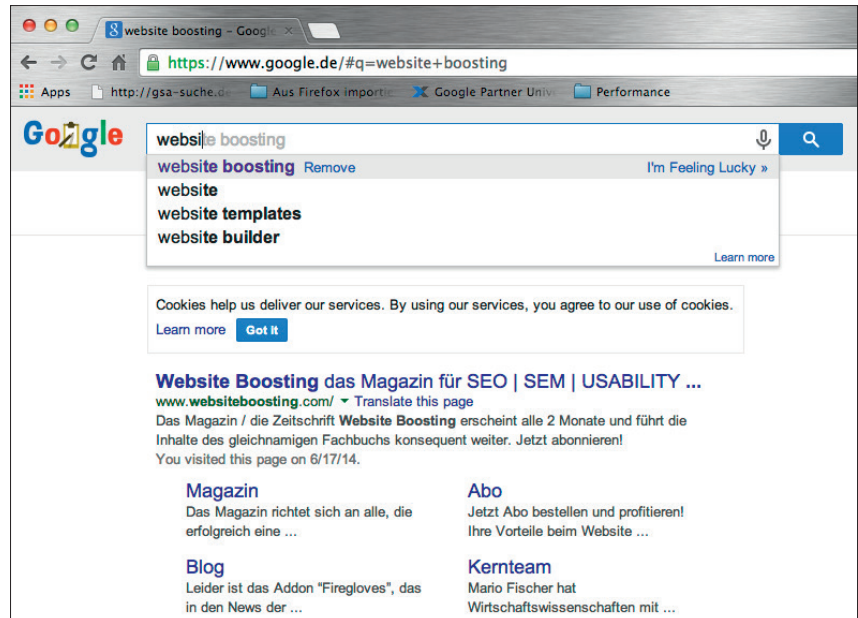 website boosting – Googl
https://www.google.de/#q=website+boosting
Apps http://gsa-suche.de Aus Firefox importie Google Partner Unive Performance
Google website boosting
website boosting Remove I'm Feeling Lucky »
website
website templates
website builder
Learn more
Cookies help us deliver our services. By using our services, you agree to our use of cookies.
Learn more Got it
Website Boosting das Magazin für SEO | SEM | USABILITY ...
www.websiteboosting.com/ Translate this page
Das Magazin / die Zeitschrift Website Boosting erscheint alle 2 Monate und führt die
Inhalte des gleichnamigen Fachbuchs konsequent weiter. Jetzt abonnieren!
You visited this page on 6/17/14.
Magazin Abo
Das Magazin richtet sich an alle, die Jetzt Abo bestellen und profitieren!
erfolgreich eine ... Ihre Vorteile beim Website ...
Blog Kernteam
Leider ist das Addon "Firegloves", das Mario Fischer hat
in den News der ... Wirtschaftswissenschaften mit ...